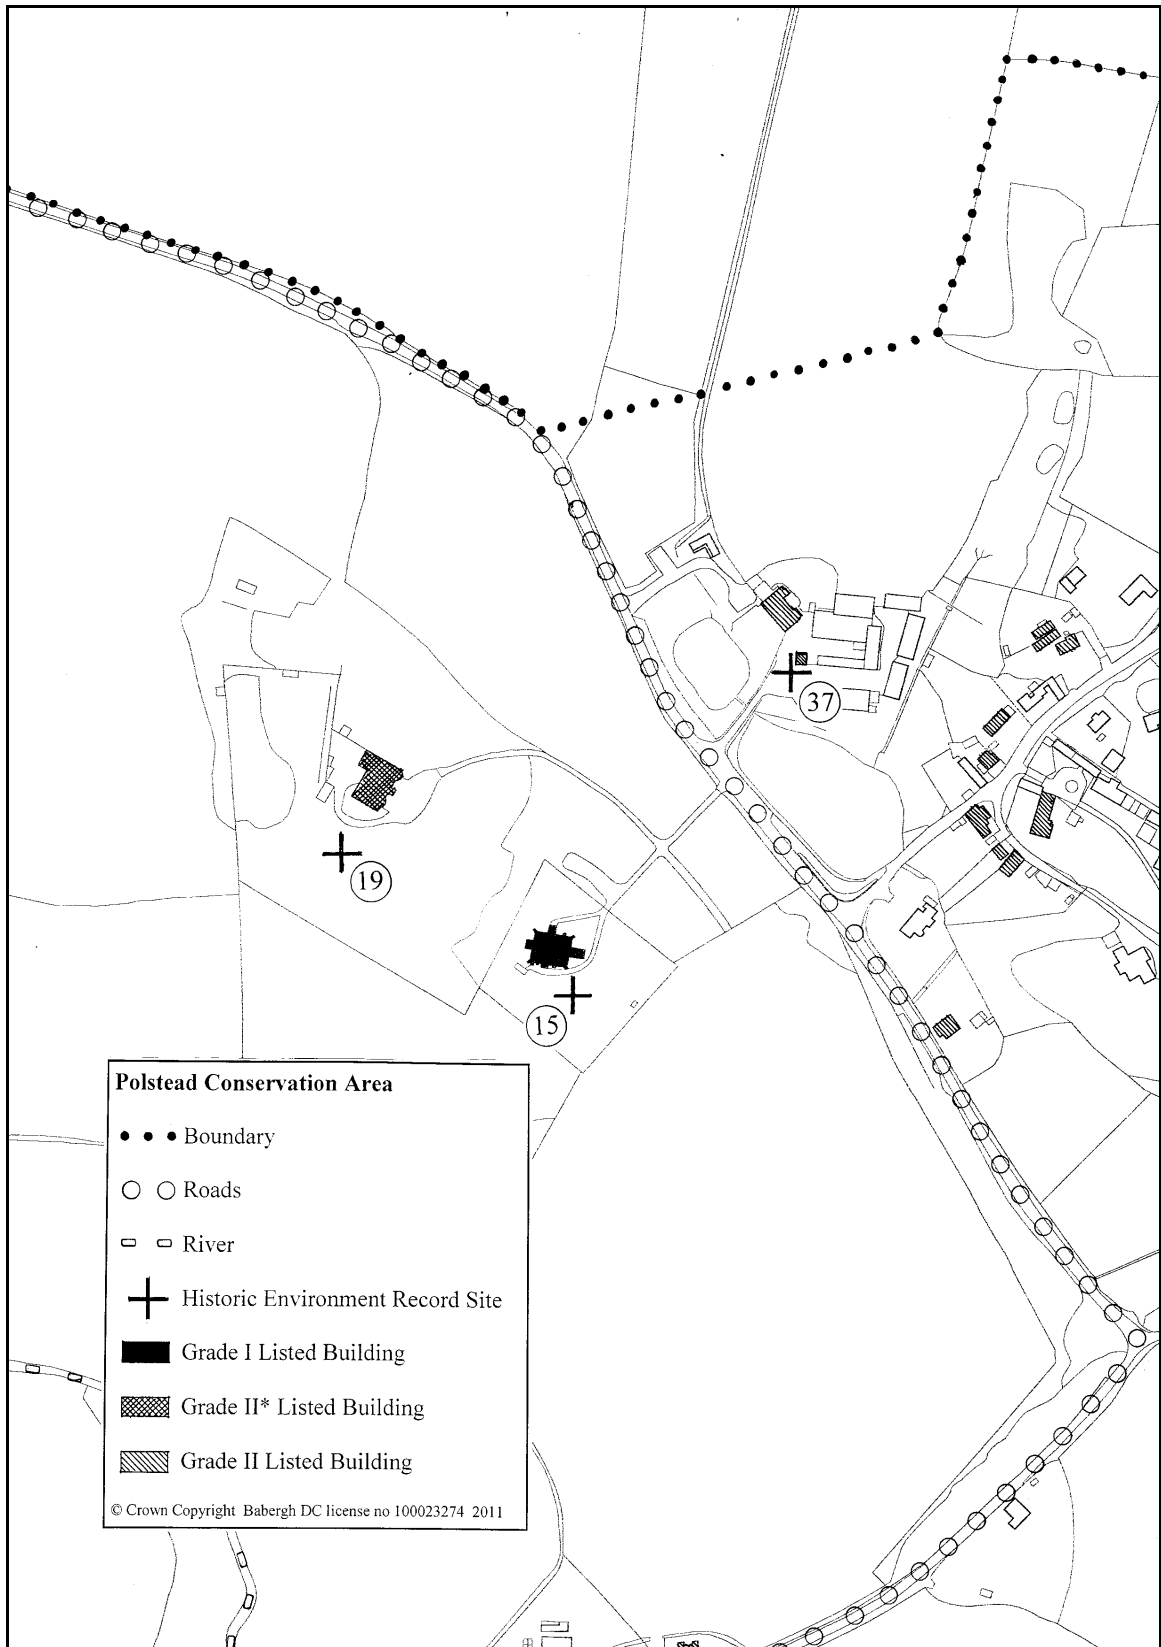 37
19
15
Polstead Conservation Area
Boundary
Roads
River
Historic Environment Record Site
Grade I Listed Building
Grade II* Listed Building
Grade II Listed Building
© Crown Copyright Babergh DC license no 100023274 2011